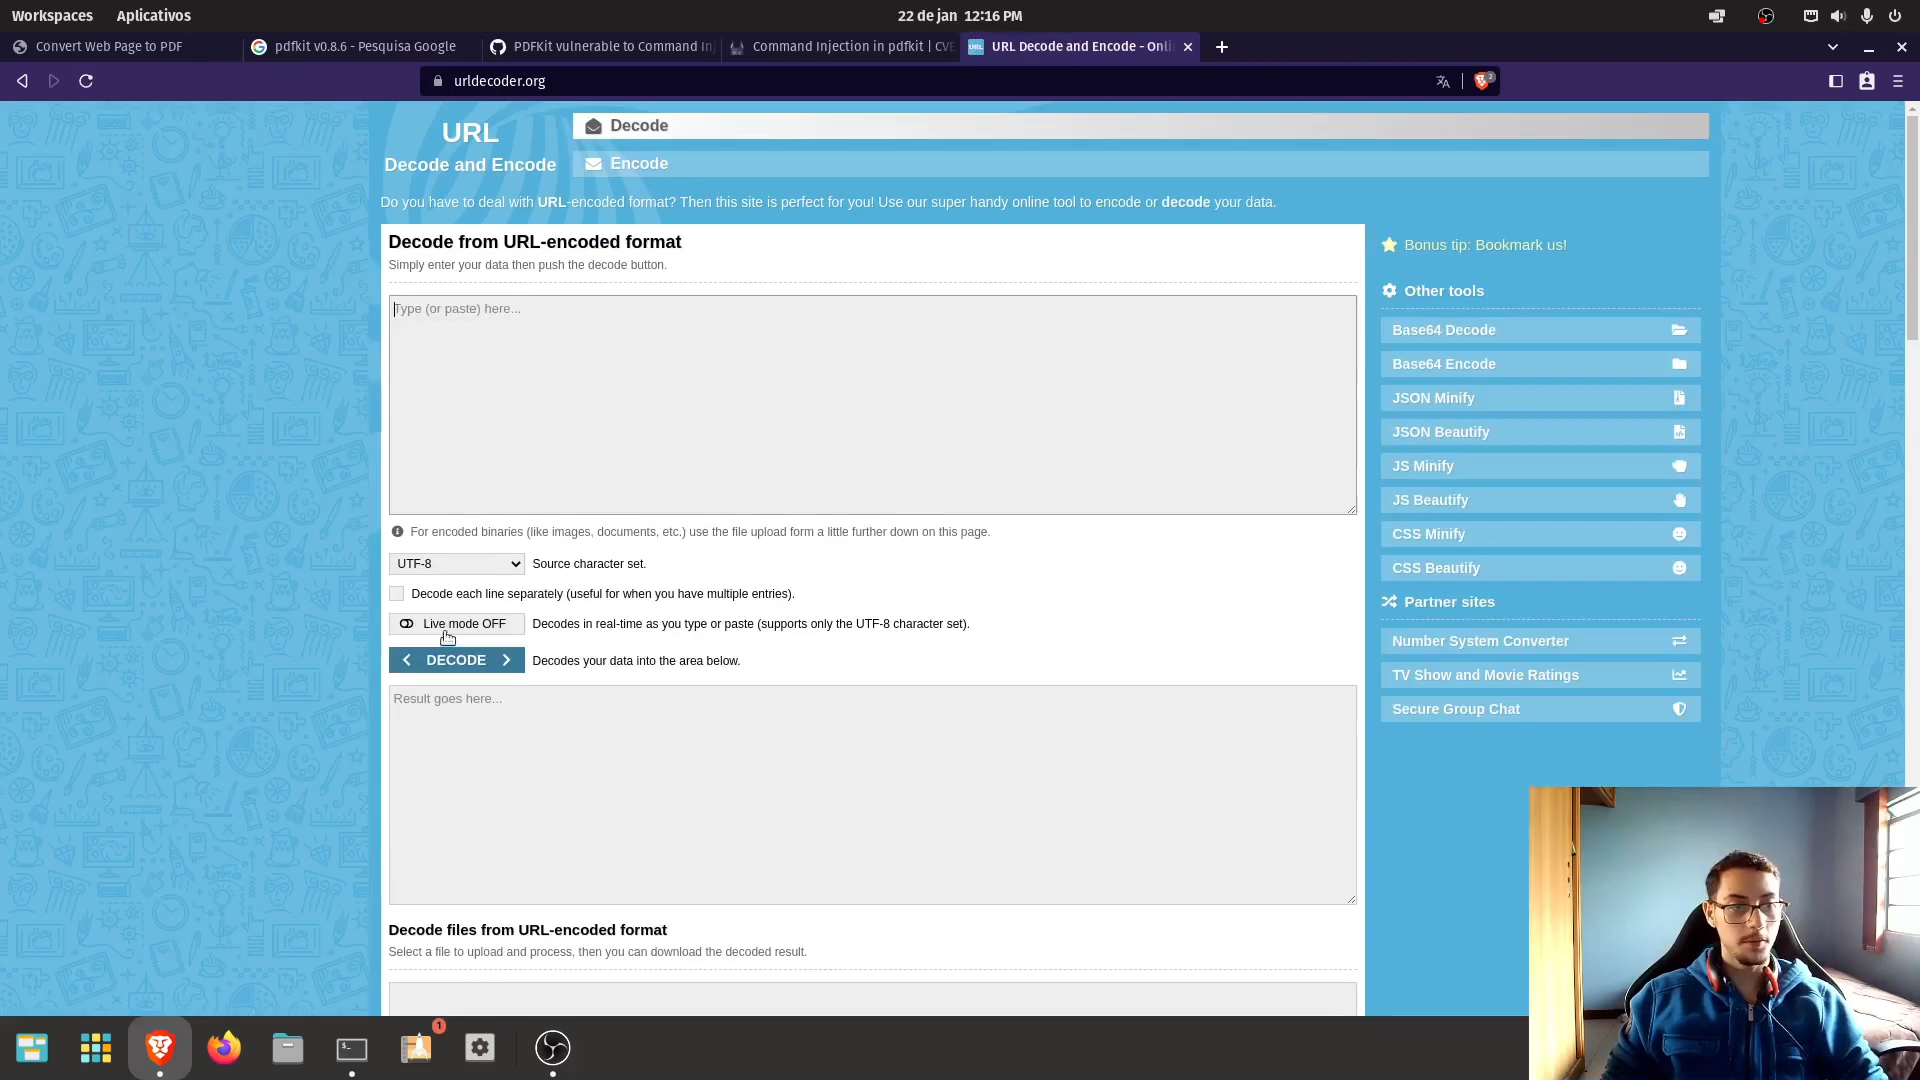 Workspaces
Aplicativos
22 de jan 12:16 PM
Convert Web Page to PDF
pdfkit v0.8.6 - Pesquisa Google
PDFKit vulnerable to Command In
Command Injection in pdfkit | CVE
URL Decode and Encode - Onli
urldecoder.org
2
URL
Decode and Encode
Decode
Encode
Do you have to deal with URL-encoded format? Then this site is perfect for you! Use our super handy online tool to encode or decode your data.
Decode from URL-encoded format
Simply enter your data then push the decode button.
Type (or paste) here...
For encoded binaries (like images, documents, etc.) use the file upload form a little further down on this page.
UTF-8
Source character set.
Decode each line separately (useful for when you have multiple entries).
Live mode OFF
Decodes in real-time as you type or paste (supports only the UTF-8 character set).
DECODE
Decodes your data into the area below.
Result goes here...
Decode files from URL-encoded format
Select a file to upload and process, then you can download the decoded result.
Bonus tip: Bookmark us!
Other tools
Base64 Decode
Base64 Encode
JSON Minify
JSON Beautify
JS Minify
JS Beautify
CSS Minify
CSS Beautify
Partner sites
Number System Converter
TV Show and Movie Ratings
Secure Group Chat
1